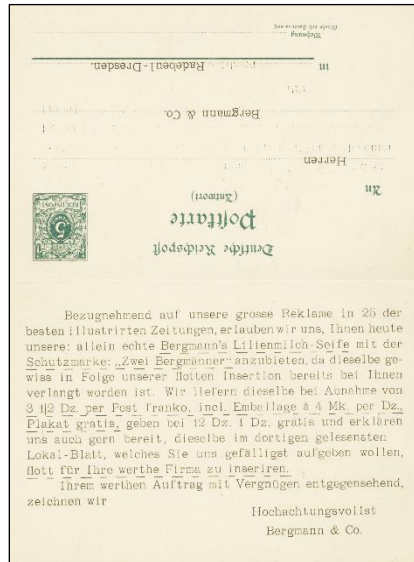 Deutsche Reichspost
Postkarte
(Antwort)
An
Herren
Bergmann & Co.
in
Radebeul-Dresden.
Wohnung
(Straße und Hausnummer)
5
Bezugnehmend auf unsere grosse Reklame in 25 der
besten illustrirten Zeitungen, erlauben wir uns, Ihnen heute
unsere: allein echte Bergmann's Lilienmilch-Seife mit der
Schutzmarke: „Zwei Bergmänner" anzubieten, da dieselbe ge-
wiss in Folge unserer flotten Insertion bereits bei Ihnen
verlangt worden ist. Wir liefern dieselbe bei Abnahme von
3 1|2 Dz. per Post franko, incl. Emballage à 4 Mk. per Dz.,
Plakat gratis, geben bei 12 Dz. 1 Dz. gratis und erklären
uns auch gern bereit, dieselbe im dortigen gelesensten
Lokal-Blatt, welches Sie uns gefälligst aufgeben wollen,
flott für Ihre werthe Firma zu inseriren.
Ihrem werthen Auftrag mit Vergnügen entgegensehend,
zeichnen wir
Hochachtungsvollst
Bergmann & Co.